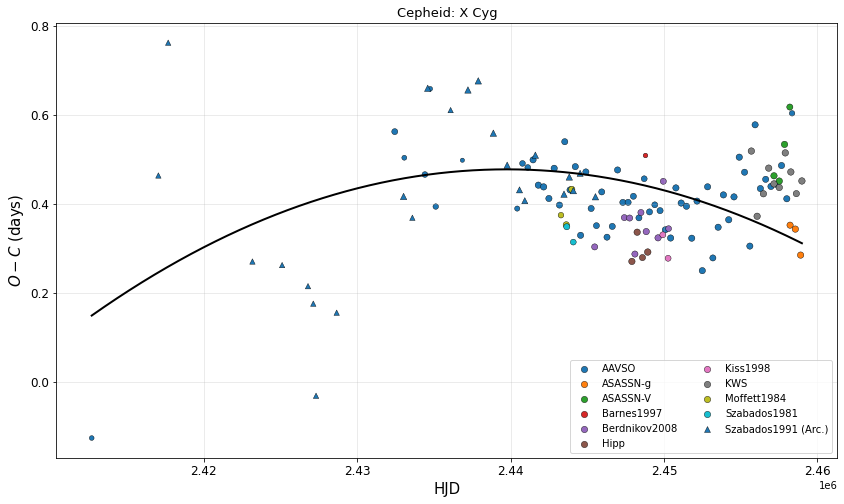 Cepheid: X Cyg
O − C (days)
0.8
0.6
0.4
0.2
0.0
2.42
2.43
2.44
2.45
2.46
1e6
HJD
AAVSO
ASASSN-g
ASASSN-V
Barnes1997
Berdnikov2008
Hipp
Kiss1998
KWS
Moffett1984
Szabados1981
Szabados1991 (Arc.)